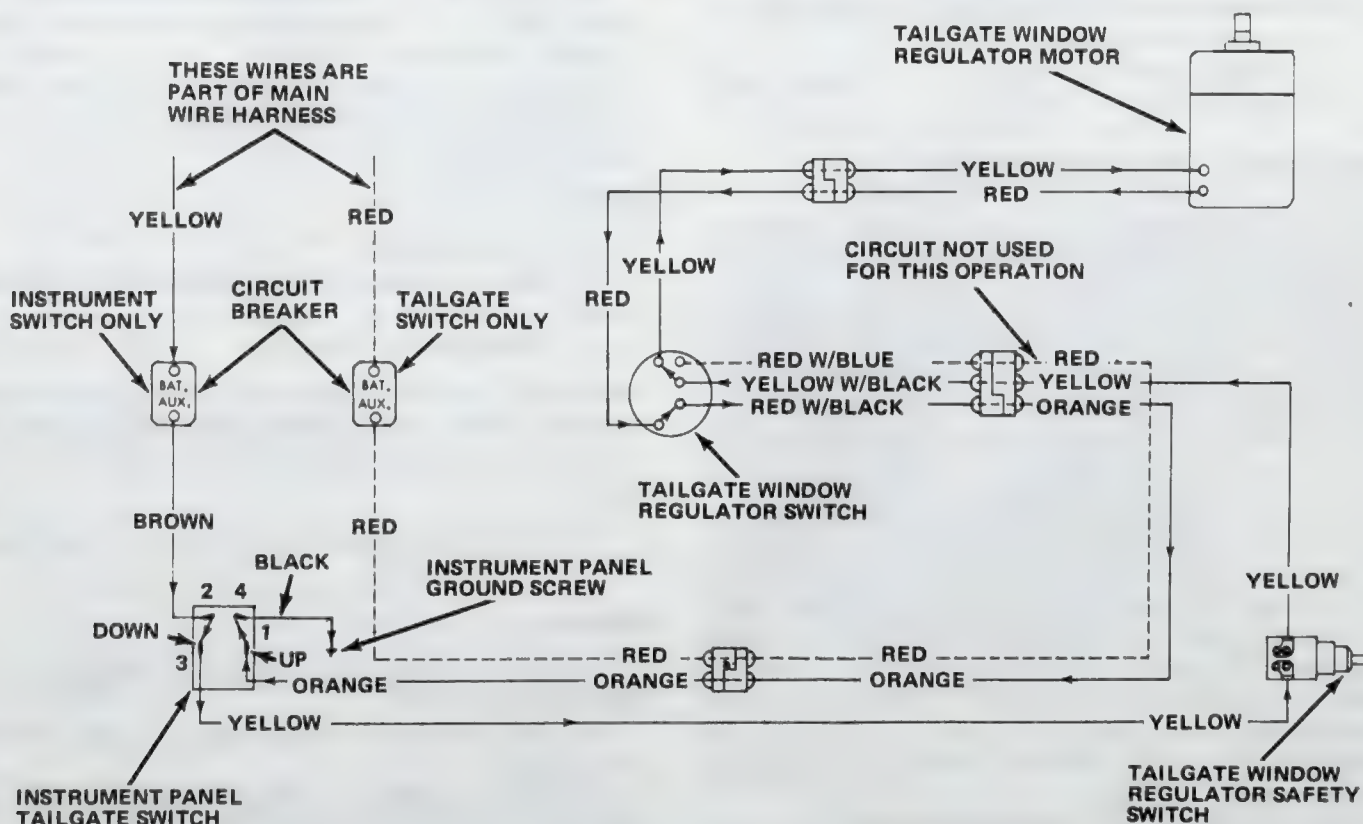 TAILGATE WINDOW
REGULATOR MOTOR
THESE WIRES ARE
PART OF MAIN
WIRE HARNESS
YELLOW
RED
YELLOW
RED
CIRCUIT NOT USED
FOR THIS OPERATION
YELLOW
RED
INSTRUMENT
SWITCH ONLY
CIRCUIT
BREAKER
TAILGATE
SWITCH ONLY
BAT.
AUX.
BAT.
AUX.
RED W/BLUE
RED
YELLOW W/BLACK
YELLOW
RED W/BLACK
ORANGE
TAILGATE WINDOW
REGULATOR SWITCH
BROWN
RED
BLACK
INSTRUMENT PANEL
GROUND SCREW
YELLOW
2 4
DOWN
1
3
UP
RED
RED
ORANGE
ORANGE
ORANGE
YELLOW
YELLOW
INSTRUMENT PANEL
TAILGATE SWITCH
TAILGATE WINDOW
REGULATOR SAFETY
SWITCH